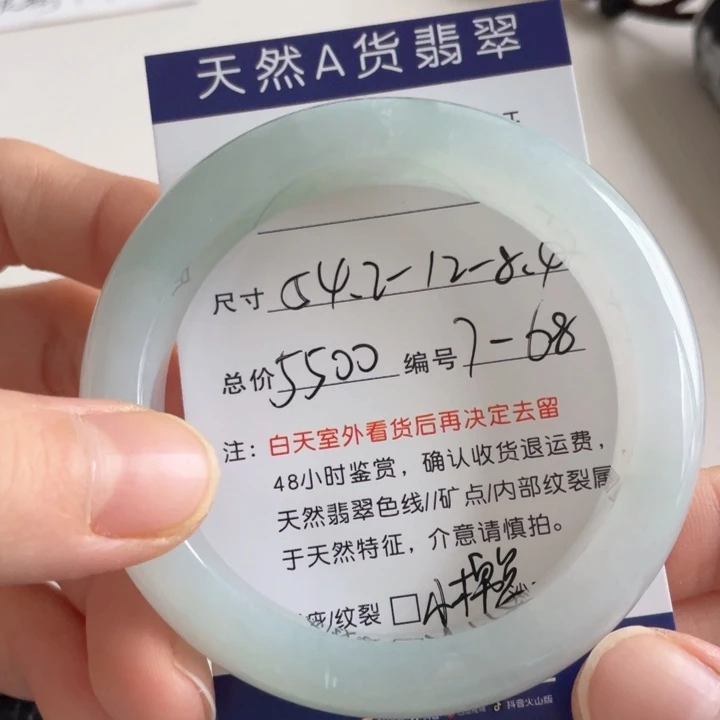 天然A货翡翠
尺寸 54.2-12-8.4
总价 5500 编号 7-68
注: 白天室外看货后再决定去留
48小时鉴赏，确认收货退运费，
天然翡翠色线//矿点/内部纹裂属
于天然特征，介意请慎拍。
/纹裂 □小
抖音火山版